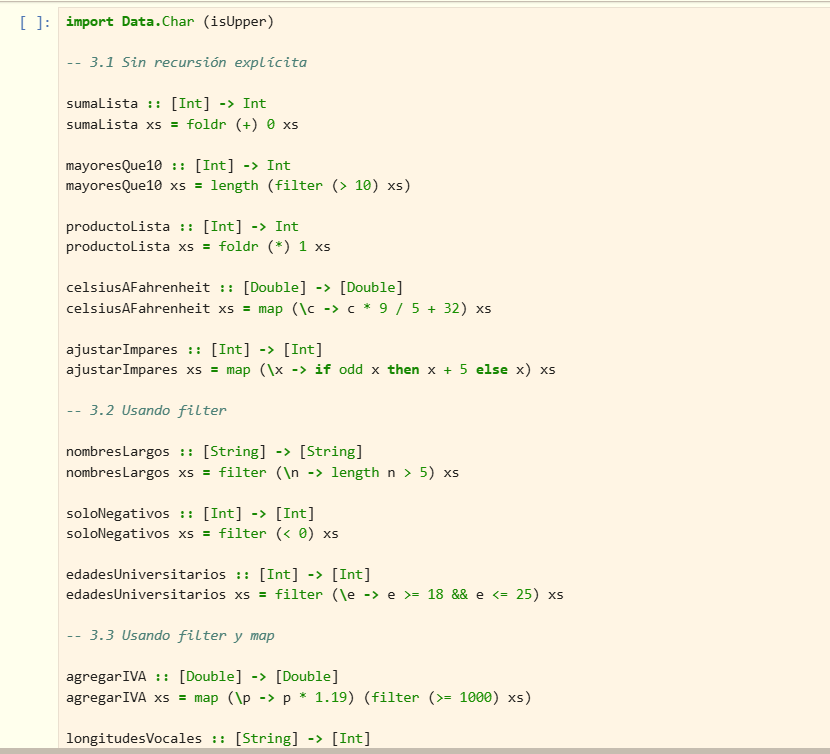 [ ]: import Data.Char (isUpper)
-- 3.1 Sin recursión explícita
sumaLista :: [Int] -> Int
sumaLista xs = foldr (+) 0 xs
mayoresQue10 :: [Int] -> Int
mayoresQue10 xs = length (filter (> 10) xs)
productoLista :: [Int] -> Int
productoLista xs = foldr (*) 1 xs
celsiusAFahrenheit :: [Double] -> [Double]
celsiusAFahrenheit xs = map (\c -> c * 9 / 5 + 32) xs
ajustarImpares :: [Int] -> [Int]
ajustarImpares xs = map (\x -> if odd x then x + 5 else x) xs
-- 3.2 Usando filter
nombresLargos :: [String] -> [String]
nombresLargos xs = filter (\n -> length n > 5) xs
soloNegativos :: [Int] -> [Int]
soloNegativos xs = filter (< 0) xs
edadesUniversitarios :: [Int] -> [Int]
edadesUniversitarios xs = filter (\e -> e >= 18 && e <= 25) xs
-- 3.3 Usando filter y map
agregarIVA :: [Double] -> [Double]
agregarIVA xs = map (\p -> p * 1.19) (filter (>= 1000) xs)
longitudesVocales :: [String] -> [Int]